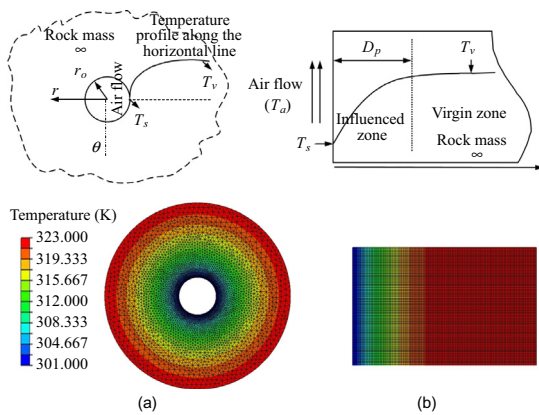 Rock mass
∞
r_o
r
θ
Air flow
Temperature
profile along the
horizontal line
T_v
T_s
D_p
T_v
Air flow
(T_a)
Influenced
zone
Virgin zone
Rock mass
∞
T_s
Temperature (K)
323.000
319.333
315.667
312.000
308.333
304.667
301.000
(a)
(b)